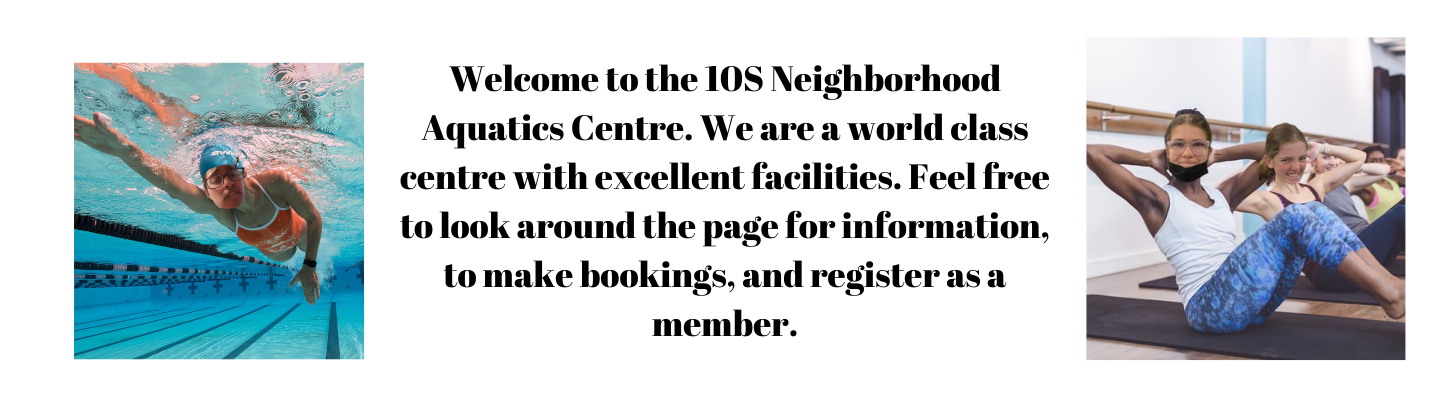 Welcome to the 10S Neighborhood
Aquatics Centre. We are a world class
centre with excellent facilities. Feel free
to look around the page for information,
to make bookings, and register as a
member.